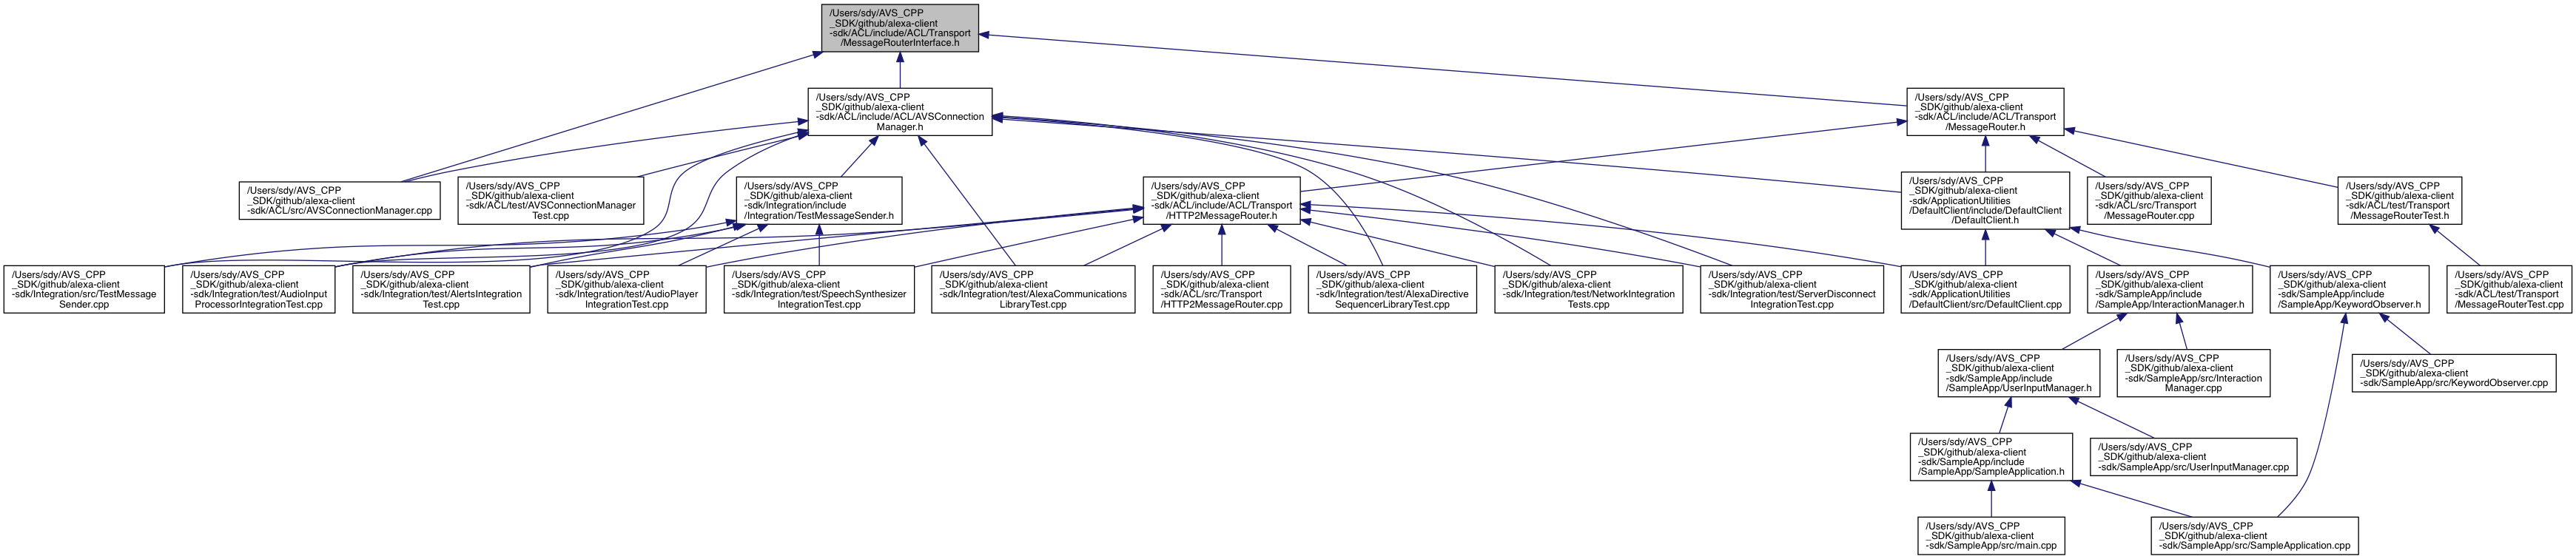 /Users/sdy/AVS_CPP
_SDK/github/alexa-client
-sdk/ACL/include/ACL/Transport
/MessageRouterInterface.h
/Users/sdy/AVS_CPP
_SDK/github/alexa-client
-sdk/ACL/include/ACL/AVSConnection
Manager.h
/Users/sdy/AVS_CPP
_SDK/github/alexa-client
-sdk/ACL/include/ACL/Transport
/MessageRouter.h
/Users/sdy/AVS_CPP
_SDK/github/alexa-client
-sdk/ACL/src/AVSConnectionManager.cpp
/Users/sdy/AVS_CPP
_SDK/github/alexa-client
-sdk/ACL/test/AVSConnectionManager
Test.cpp
/Users/sdy/AVS_CPP
_SDK/github/alexa-client
-sdk/Integration/include
/Integration/TestMessageSender.h
/Users/sdy/AVS_CPP
_SDK/github/alexa-client
-sdk/ACL/include/ACL/Transport
/HTTP2MessageRouter.h
/Users/sdy/AVS_CPP
_SDK/github/alexa-client
-sdk/ApplicationUtilities
/DefaultClient/include/DefaultClient
/DefaultClient.h
/Users/sdy/AVS_CPP
_SDK/github/alexa-client
-sdk/ACL/src/Transport
/MessageRouter.cpp
/Users/sdy/AVS_CPP
_SDK/github/alexa-client
-sdk/ACL/test/Transport
/MessageRouterTest.h
/Users/sdy/AVS_CPP
_SDK/github/alexa-client
-sdk/Integration/src/TestMessage
Sender.cpp
/Users/sdy/AVS_CPP
_SDK/github/alexa-client
-sdk/Integration/test/AudioInput
ProcessorIntegrationTest.cpp
/Users/sdy/AVS_CPP
_SDK/github/alexa-client
-sdk/Integration/test/AlertsIntegration
Test.cpp
/Users/sdy/AVS_CPP
_SDK/github/alexa-client
-sdk/Integration/test/AudioPlayer
IntegrationTest.cpp
/Users/sdy/AVS_CPP
_SDK/github/alexa-client
-sdk/Integration/test/SpeechSynthesizer
IntegrationTest.cpp
/Users/sdy/AVS_CPP
_SDK/github/alexa-client
-sdk/Integration/test/AlexaCommunications
LibraryTest.cpp
/Users/sdy/AVS_CPP
_SDK/github/alexa-client
-sdk/ACL/src/Transport
/HTTP2MessageRouter.cpp
/Users/sdy/AVS_CPP
_SDK/github/alexa-client
-sdk/Integration/test/AlexaDirective
SequencerLibraryTest.cpp
/Users/sdy/AVS_CPP
_SDK/github/alexa-client
-sdk/Integration/test/NetworkIntegration
Tests.cpp
/Users/sdy/AVS_CPP
_SDK/github/alexa-client
-sdk/Integration/test/ServerDisconnect
IntegrationTest.cpp
/Users/sdy/AVS_CPP
_SDK/github/alexa-client
-sdk/ApplicationUtilities
/DefaultClient/src/DefaultClient.cpp
/Users/sdy/AVS_CPP
_SDK/github/alexa-client
-sdk/SampleApp/include
/SampleApp/InteractionManager.h
/Users/sdy/AVS_CPP
_SDK/github/alexa-client
-sdk/SampleApp/include
/SampleApp/KeywordObserver.h
/Users/sdy/AVS_CPP
_SDK/github/alexa-client
-sdk/ACL/test/Transport
/MessageRouterTest.cpp
/Users/sdy/AVS_CPP
_SDK/github/alexa-client
-sdk/SampleApp/include
/SampleApp/UserInputManager.h
/Users/sdy/AVS_CPP
_SDK/github/alexa-client
-sdk/SampleApp/src/Interaction
Manager.cpp
/Users/sdy/AVS_CPP
_SDK/github/alexa-client
-sdk/SampleApp/src/KeywordObserver.cpp
/Users/sdy/AVS_CPP
_SDK/github/alexa-client
-sdk/SampleApp/include
/SampleApp/SampleApplication.h
/Users/sdy/AVS_CPP
_SDK/github/alexa-client
-sdk/SampleApp/src/UserInputManager.cpp
/Users/sdy/AVS_CPP
_SDK/github/alexa-client
-sdk/SampleApp/src/main.cpp
/Users/sdy/AVS_CPP
_SDK/github/alexa-client
-sdk/SampleApp/src/SampleApplication.cpp